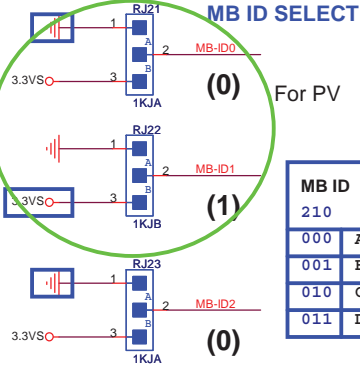 RJ21
MB ID SELECT
1
A
2
MB-ID0
B
3.3VS
3
(0)
1KJA
For PV
RJ22
1
A
2
MB-ID1
B
3.3VS
3
(1)
1KJB
RJ23
1
A
2
MB-ID2
B
3.3VS
3
(0)
1KJA
MB ID
210
000
001
010
011